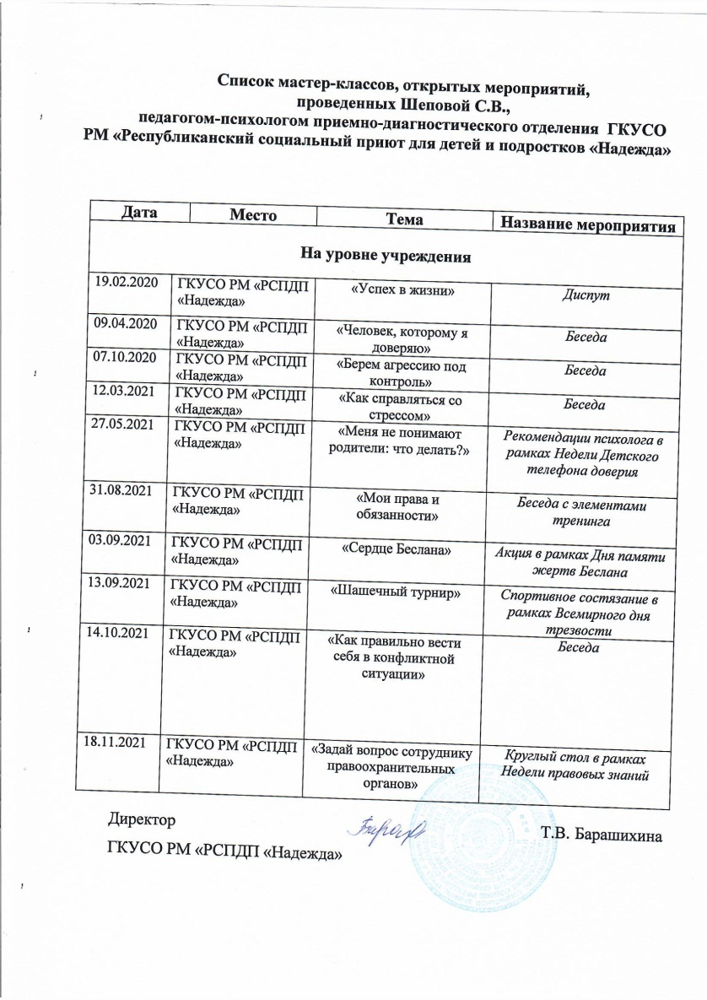 Список мастер-классов, открытых мероприятий,
проведенных Шеповой С.В.,
педагогом-психологом приемно-диагностического отделения ГКУСО
РМ «Республиканский социальный приют для детей и подростков «Надежда»
Дата Место Тема Название мероприятия
На уровне учреждения
19.02.2020 ГКУСО РМ «РСПДП «Успех в жизни» Диспут
«Надежда»
09.04.2020 ГКУСО РМ «РСПДП «Человек, которому я Беседа
«Надежда» доверяю»
07.10.2020 ГКУСО РМ «РСПДП «Берем агрессию под Беседа
«Надежда» контроль»
12.03.2021 ГКУСО РМ «РСПДП «Как справляться со Беседа
«Надежда» стрессом»
27.05.2021 ГКУСО РМ «РСПДП «Меня не понимают Рекомендации психолога в
«Надежда» родители: что делать?» рамках Недели Детского
телефона доверия
31.08.2021 ГКУСО РМ «РСПДП «Мои права и Беседа с элементами
«Надежда» обязанности» тренинга
03.09.2021 ГКУСО РМ «РСПДП «Сердце Беслана» Акция в рамках Дня памяти
«Надежда» жертв Беслана
13.09.2021 ГКУСО РМ «РСПДП «Шашечный турнир» Спортивное состязание в
«Надежда» рамках Всемирного дня
трезвости
14.10.2021 ГКУСО РМ «РСПДП «Как правильно вести Беседа
«Надежда» себя в конфликтной
ситуации»
18.11.2021 ГКУСО РМ «РСПДП «Задай вопрос сотруднику Круглый стол в рамках
«Надежда» правоохранительных Недели правовых знаний
органов»
Директор Т.В. Барашихина
ГКУСО РМ «РСПДП «Надежда»